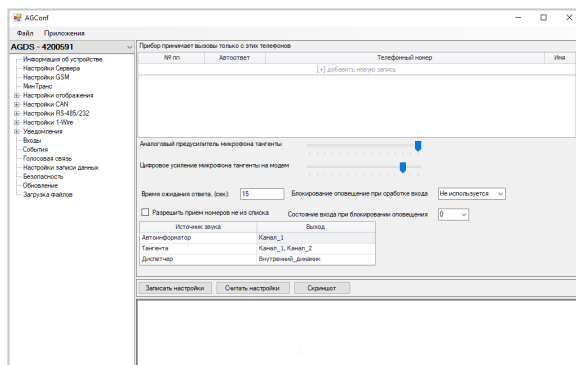 AGConf
Файл Приложения
AGDS - 4200591
Информация об устройстве
Настройки Сервера
Настройки GSM
МинТранс
Настройки отображения
Настройки CAN
Настройки RS-485/232
Настройки 1-Wire
Уведомления
Входы
События
Голосовая связь
Настройки записи данных
Безопасность
Обновление
Загрузка файлов
Прибор принимает вызовы только с этих телефонов
№ пп Автоответ Телефонный номер Имя
[+] добавить новую запись
Аналоговый предусилитель микрофона тангенты
Цифровое усиление микрофона тангенты на модем
Время ожидания ответа, (сек): 15 Блокирование оповещение при сработке входа Не используется
Разрешить прием номеров не из списка Состояние входа при блокировании оповещения 0
Источник звука Выход
Автоинформатор Канал_1
Тангента Канал_1, Канал_2
Диспетчер Внутренний_динамик
Записать настройки Считать настройки Скриншот